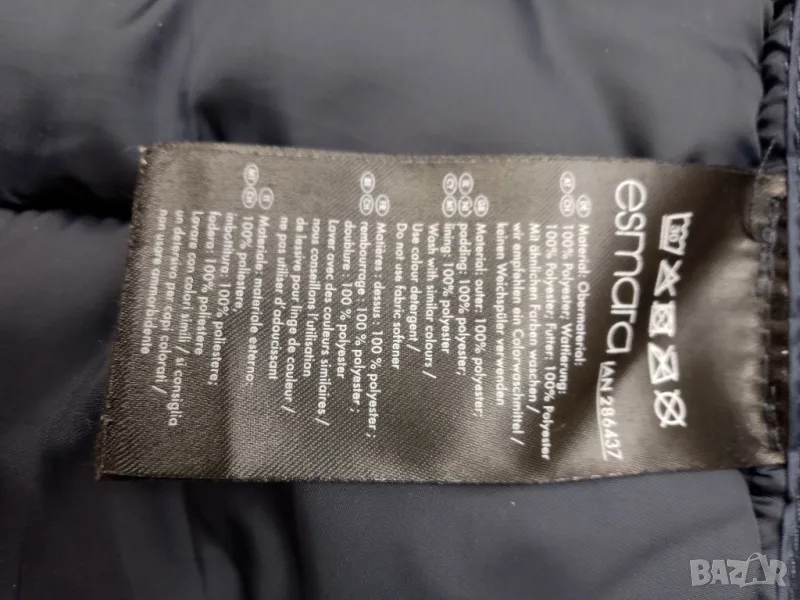 30
esmara
IAN 286437
DE AT CH
Material: Obermaterial:
100% Polyester; Wattierung:
100% Polyester; Futter: 100% Polyester
Mit ähnlichen Farben waschen /
wir empfehlen ein Colorwaschmittel /
keinen Weichspüler verwenden
Material: outer: 100% polyester;
padding: 100% polyester;
lining: 100% polyester
Wash with similar colours /
Use colour detergent /
Do not use fabric softener
Matières : dessus : 100 % polyester ;
rembourrage : 100 % polyester ;
doublure : 100 % polyester
Laver avec des couleurs similaires /
nous conseillons l'utilisation
de lessive pour linge de couleur /
ne pas utiliser d'adoucissant
Materiale: materiale esterno:
100% poliestere,
imbottitura: 100% poliestere;
fodera: 100% poliestere
Lavare con colori simili / si consiglia
un detersivo per capi colorati /
non usare ammorbidente
BAZAR